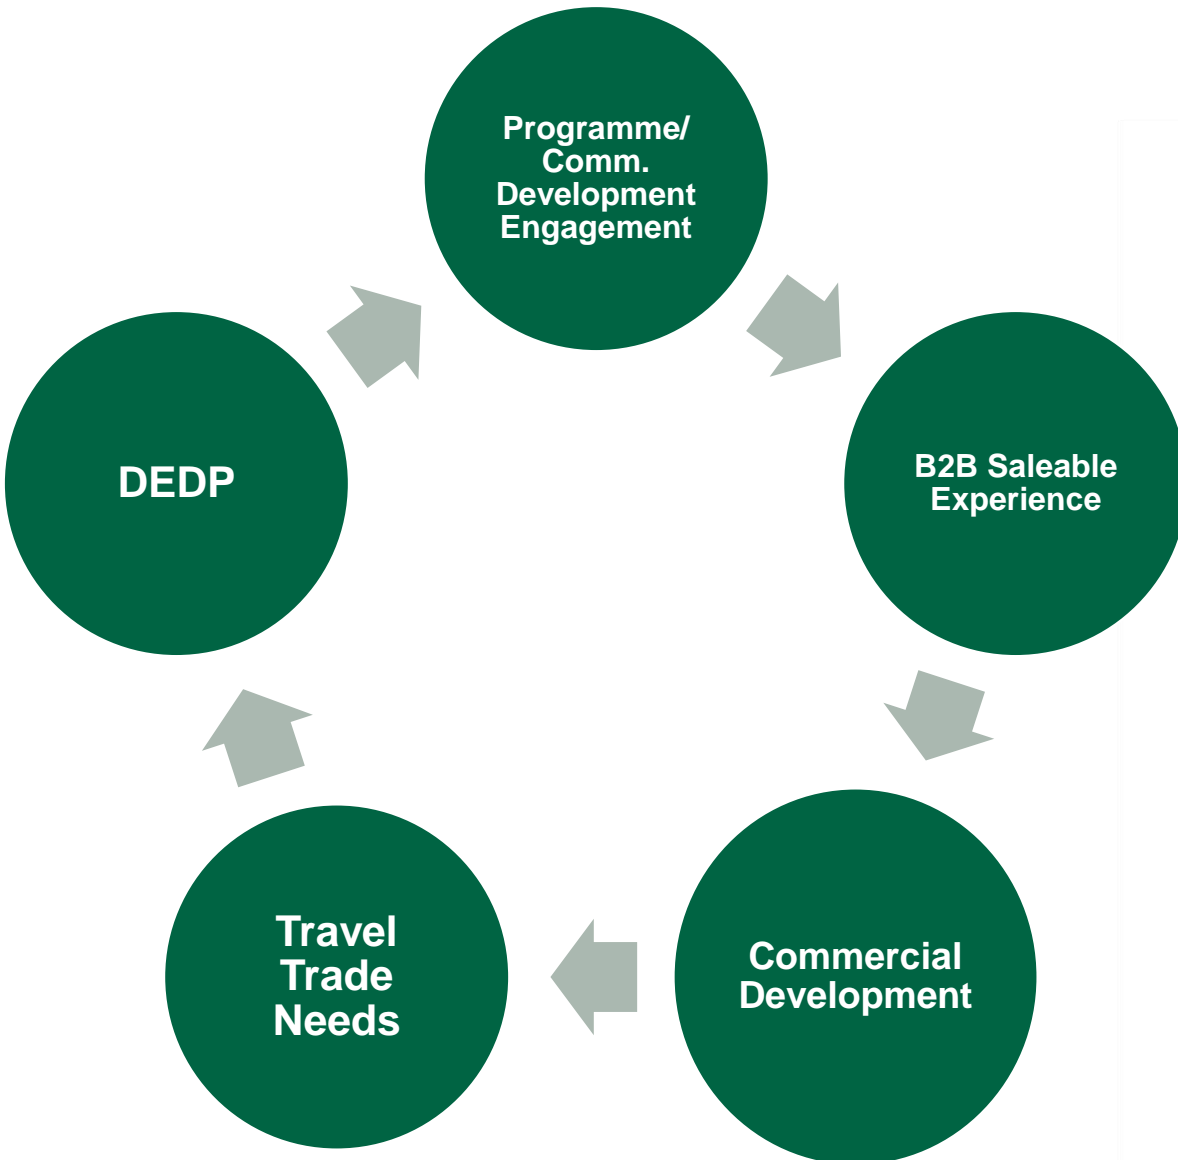 Programme/
Comm.
Development
Engagement
B2B Saleable
Experience
Commercial
Development
Travel
Trade
Needs
DEDP